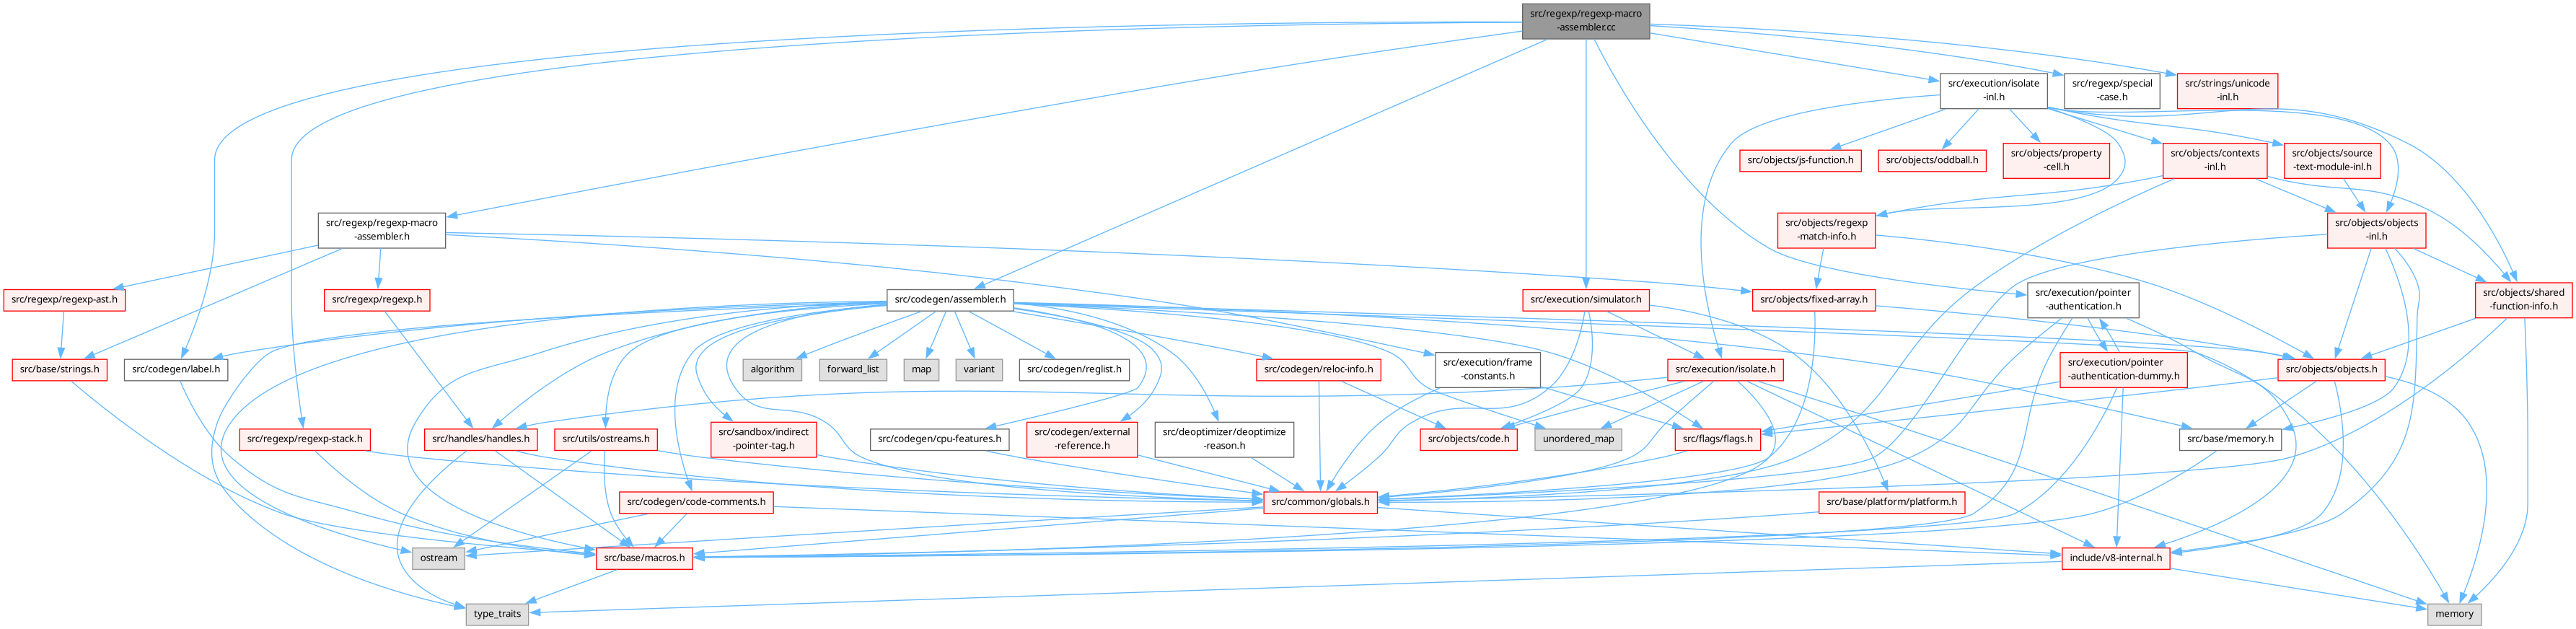 src/regexp/regexp-macro
-assembler.cc
src/execution/isolate
-inl.h
src/regexp/special
-case.h
src/strings/unicode
-inl.h
src/objects/js-function.h
src/objects/oddball.h
src/objects/property
-cell.h
src/objects/contexts
-inl.h
src/objects/source
-text-module-inl.h
src/regexp/regexp-macro
-assembler.h
src/objects/regexp
-match-info.h
src/objects/objects
-inl.h
src/regexp/regexp-ast.h
src/regexp/regexp.h
src/codegen/assembler.h
src/execution/simulator.h
src/objects/fixed-array.h
src/execution/pointer
-authentication.h
src/objects/shared
-function-info.h
src/base/strings.h
src/codegen/label.h
algorithm
forward_list
map
variant
src/codegen/reglist.h
src/codegen/reloc-info.h
src/execution/frame
-constants.h
src/execution/isolate.h
src/execution/pointer
-authentication-dummy.h
src/objects/objects.h
src/regexp/regexp-stack.h
src/handles/handles.h
src/utils/ostreams.h
src/sandbox/indirect
-pointer-tag.h
src/codegen/cpu-features.h
src/codegen/external
-reference.h
src/deoptimizer/deoptimize
-reason.h
src/objects/code.h
unordered_map
src/flags/flags.h
src/base/memory.h
src/codegen/code-comments.h
src/common/globals.h
src/base/platform/platform.h
ostream
src/base/macros.h
include/v8-internal.h
type_traits
memory